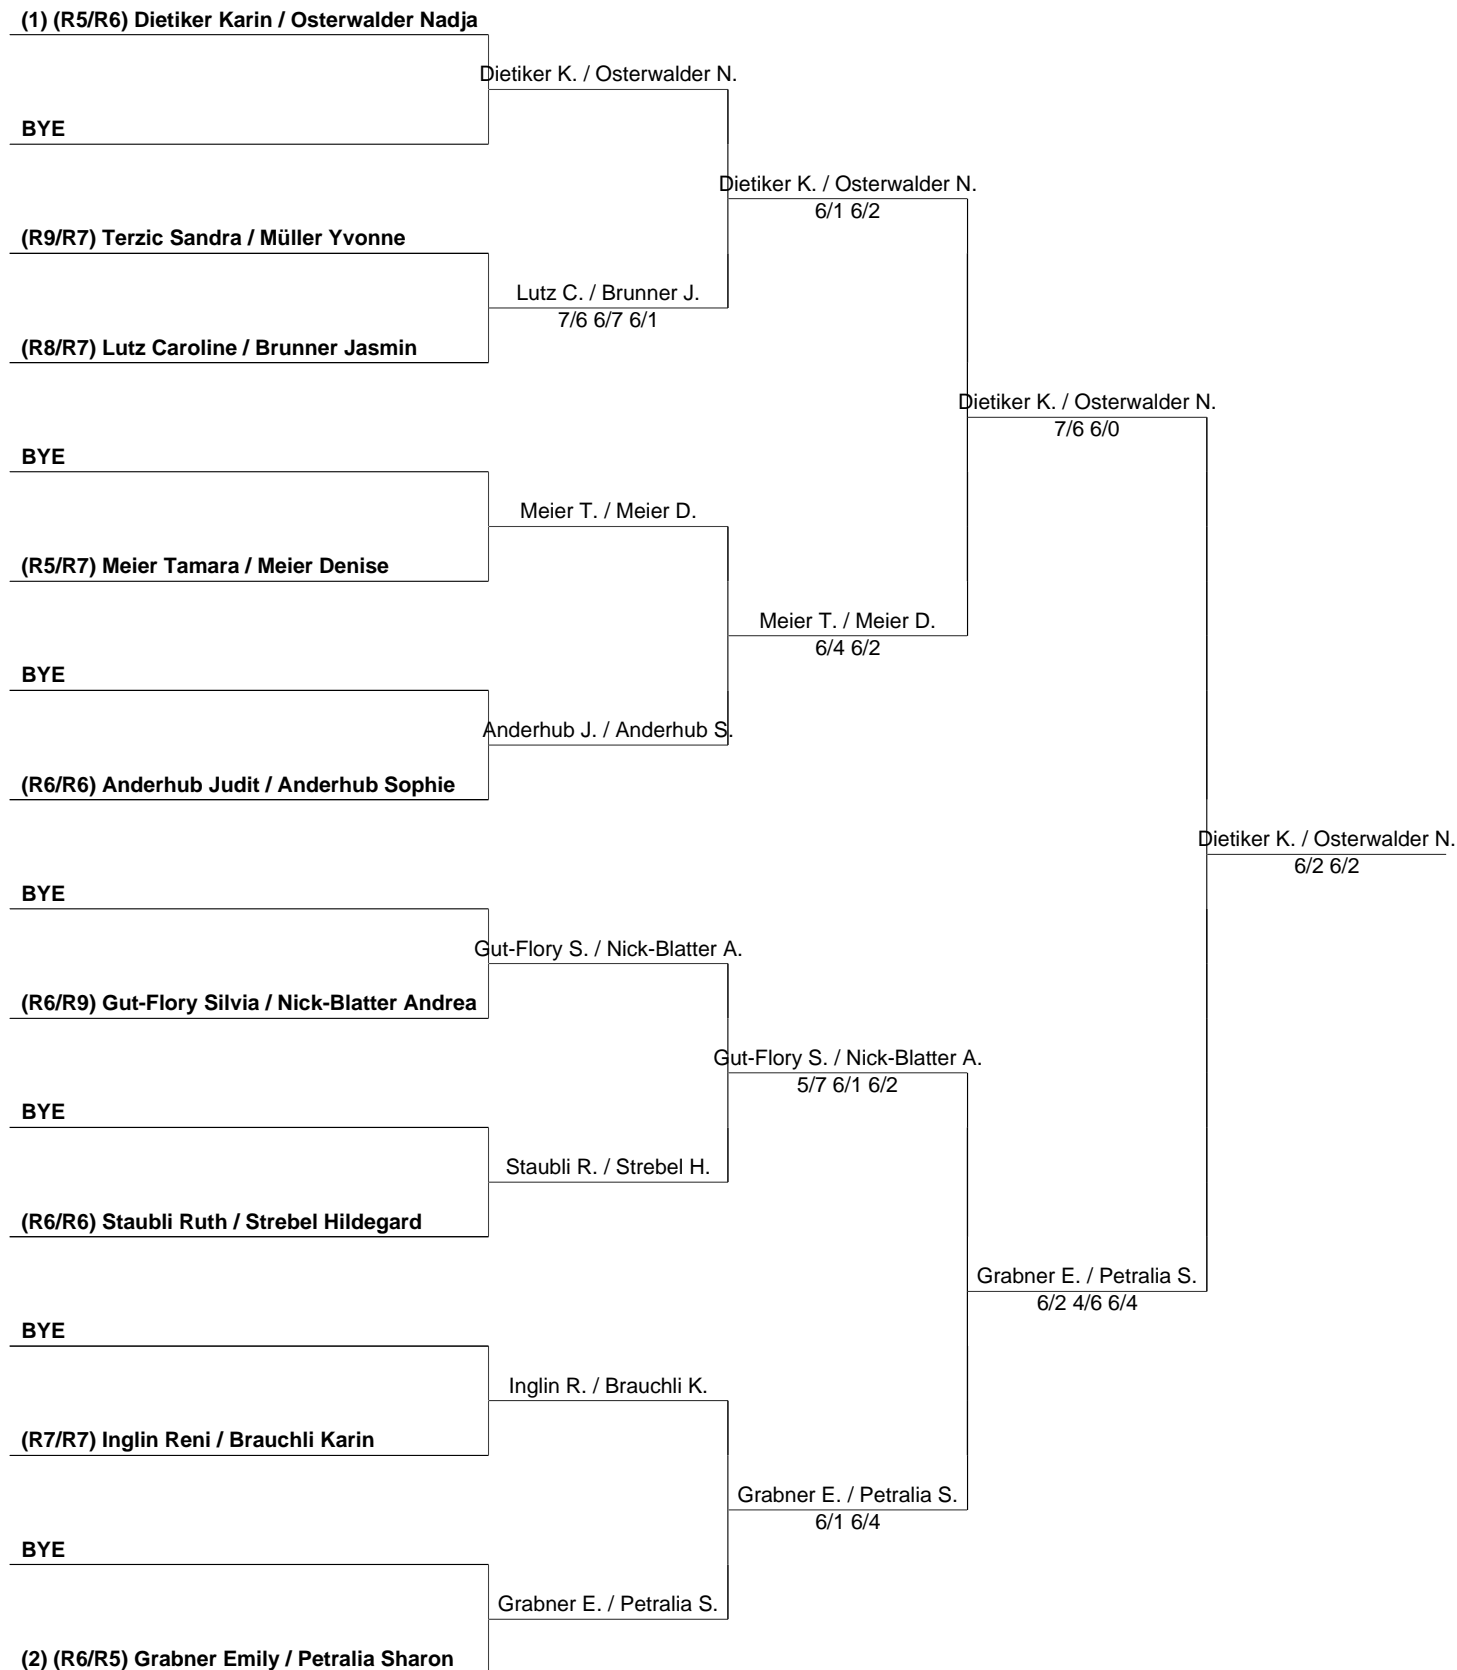 (1) (R5/R6) Dietiker Karin / Osterwalder Nadja
Dietiker K. / Osterwalder N.
BYE
Dietiker K. / Osterwalder N.
6/1 6/2
(R9/R7) Terzic Sandra / Müller Yvonne
Lutz C. / Brunner J.
7/6 6/7 6/1
(R8/R7) Lutz Caroline / Brunner Jasmin
Dietiker K. / Osterwalder N.
7/6 6/0
BYE
Meier T. / Meier D.
(R5/R7) Meier Tamara / Meier Denise
Meier T. / Meier D.
6/4 6/2
BYE
Anderhub J. / Anderhub S.
(R6/R6) Anderhub Judit / Anderhub Sophie
Dietiker K. / Osterwalder N.
6/2 6/2
BYE
Gut-Flory S. / Nick-Blatter A.
(R6/R9) Gut-Flory Silvia / Nick-Blatter Andrea
Gut-Flory S. / Nick-Blatter A.
5/7 6/1 6/2
BYE
Staubli R. / Strebel H.
(R6/R6) Staubli Ruth / Strebel Hildegard
Grabner E. / Petralia S.
6/2 4/6 6/4
BYE
Inglin R. / Brauchli K.
(R7/R7) Inglin Reni / Brauchli Karin
Grabner E. / Petralia S.
6/1 6/4
BYE
Grabner E. / Petralia S.
(2) (R6/R5) Grabner Emily / Petralia Sharon